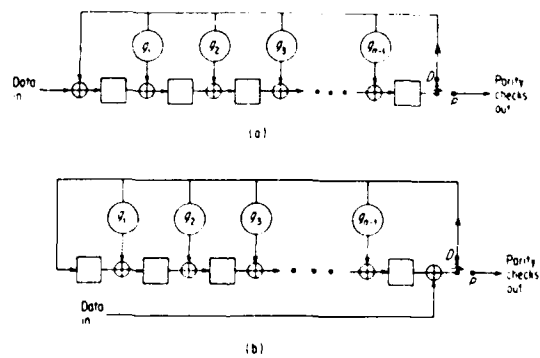 g1 g2 g3 gn-1
Data in
D
P
Parity checks out
(a)
g1 g2 g3 gn-1
D
P
Parity checks out
Data in
(b)